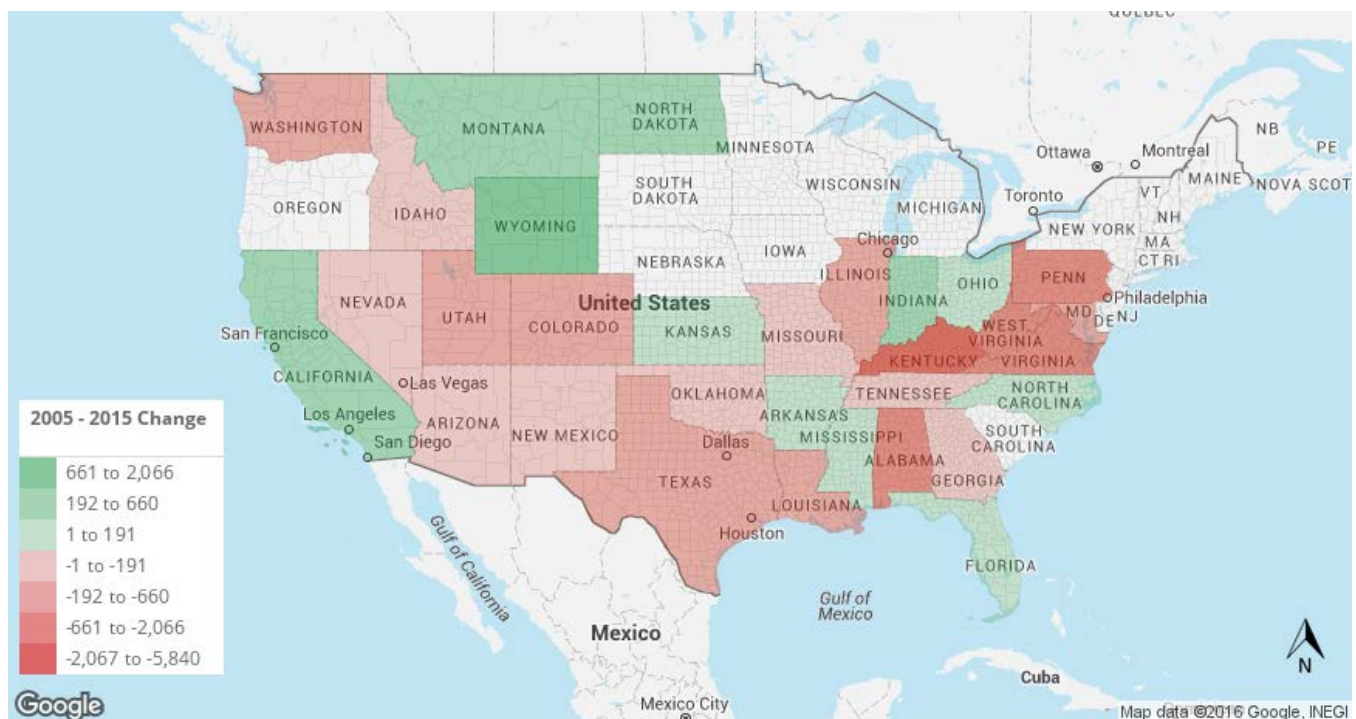 QUEBEC
NORTH
DAKOTA
WASHINGTON
MONTANA
MINNESOTA
NB
PE
Ottawa
Montreal
MAINE
NOVA SCOT
VT
NH
OREGON
IDAHO
WYOMING
SOUTH
DAKOTA
WISCONSIN
MICHIGAN
Toronto
NEW YORK
MA
CT RI
Chicago
IOWA
NEBRASKA
ILLINOIS
INDIANA
OHIO
PENN
Philadelphia
MD
DE
NJ
NEVADA
UTAH
COLORADO
United States
KANSAS
MISSOURI
WEST
VIRGINIA
KENTUCKY
VIRGINIA
San Francisco
CALIFORNIA
Las Vegas
Los Angeles
San Diego
ARIZONA
NEW MEXICO
OKLAHOMA
ARKANSAS
TENNESSEE
NORTH
CAROLINA
SOUTH
CAROLINA
MISSISSIPPI
ALABAMA
GEORGIA
Dallas
TEXAS
LOUISIANA
Houston
FLORIDA
Gulf of California
Gulf of
Mexico
Mexico
Cuba
Mexico City
2005 - 2015 Change
661 to 2,066
192 to 660
1 to 191
-1 to -191
-192 to -660
-661 to -2,066
-2,067 to -5,840
N
Google
Map data ©2016 Google, INEGI